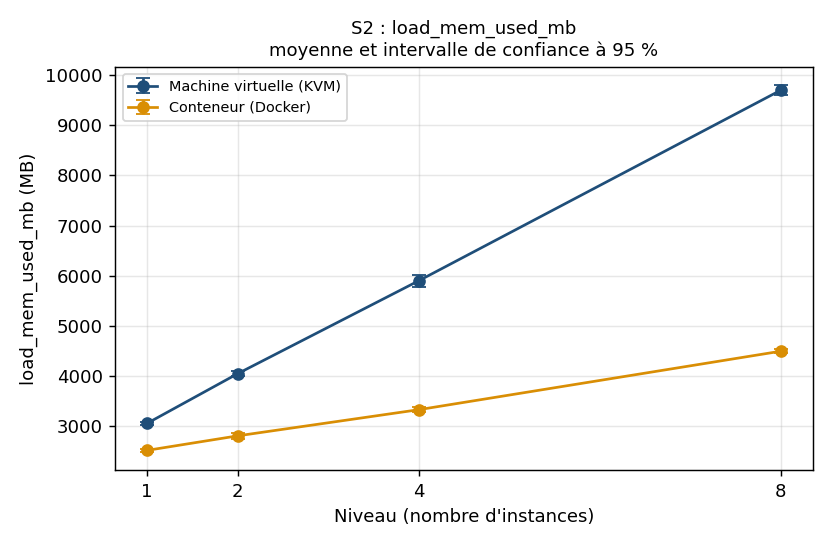 S2 : load_mem_used_mb
moyenne et intervalle de confiance à 95 %
Machine virtuelle (KVM)
Conteneur (Docker)
load_mem_used_mb (MB)
10000
9000
8000
7000
6000
5000
4000
3000
1
2
4
8
Niveau (nombre d'instances)